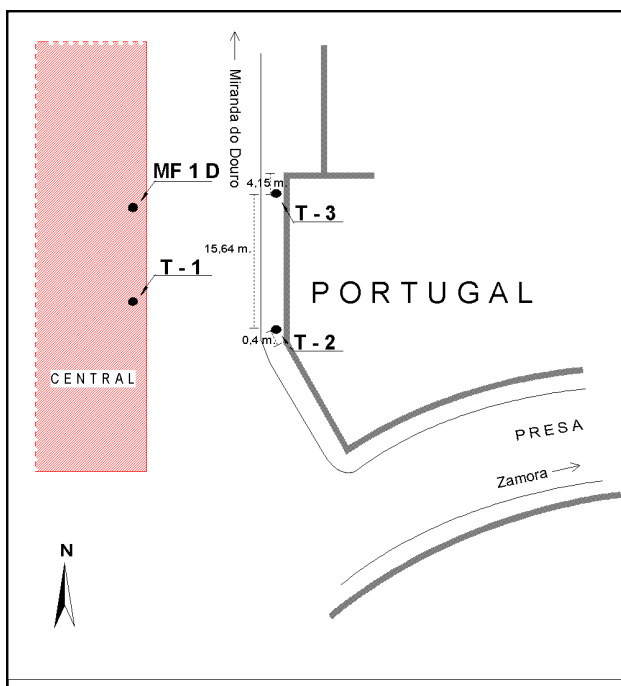 Miranda do Douro
MF 1 D
4,15 m.
T - 3
15,64 m.
T - 1
PORTUGAL
0,4 m.
T - 2
CENTRAL
PRESA
Zamora
N